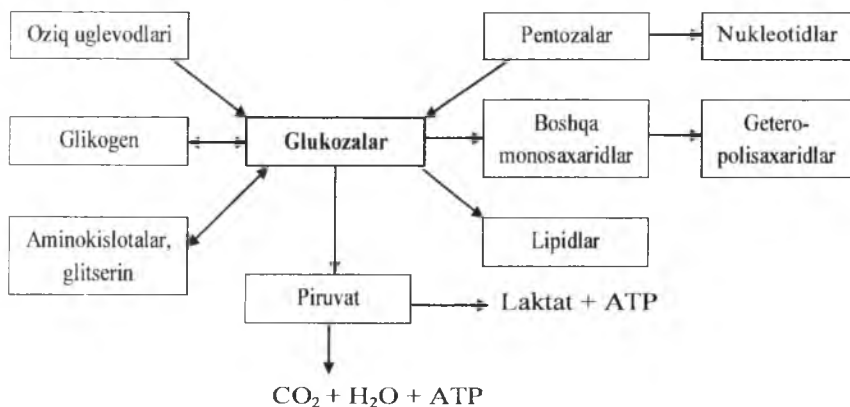 Oziq uglevodlari
Pentozalar
Nukleotidlar
Glikogen
Glukozalar
Boshqa
monosaxaridlar
Getero-
polisaxaridlar
Aminokislotalar,
glitserin
Lipidlar
Piruvat
Laktat + ATP
CO₂ + H₂O + ATP